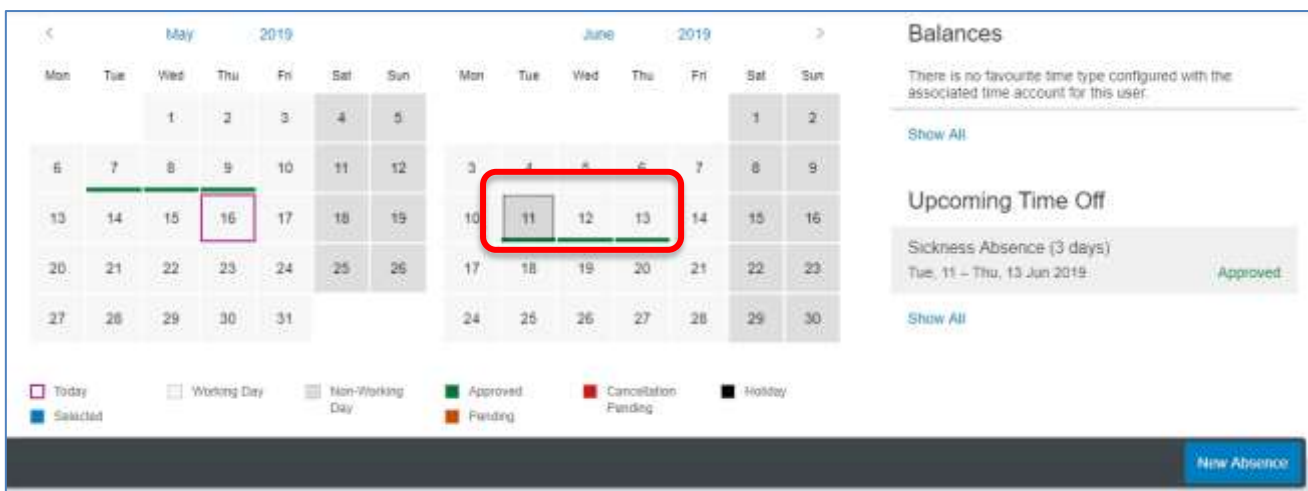 < May 2019 June 2019 >
Mon Tue Wed Thu Fri Sat Sun Mon Tue Wed Thu Fri Sat Sun
1 2 3 4 5 1 2
6 7 8 9 10 11 12 3 4 5 6 7 8 9
13 14 15 16 17 18 19 10 11 12 13 14 15 16
20 21 22 23 24 25 26 17 18 19 20 21 22 23
27 28 29 30 31 24 25 26 27 28 29 30
Today Working Day Non-Working Day Approved Cancellation Pending Holiday
Selected Pending
Balances
There is no favourite time type configured with the
associated time account for this user.
Show All
Upcoming Time Off
Sickness Absence (3 days)
Tue, 11 – Thu, 13 Jun 2019 Approved
Show All
New Absence